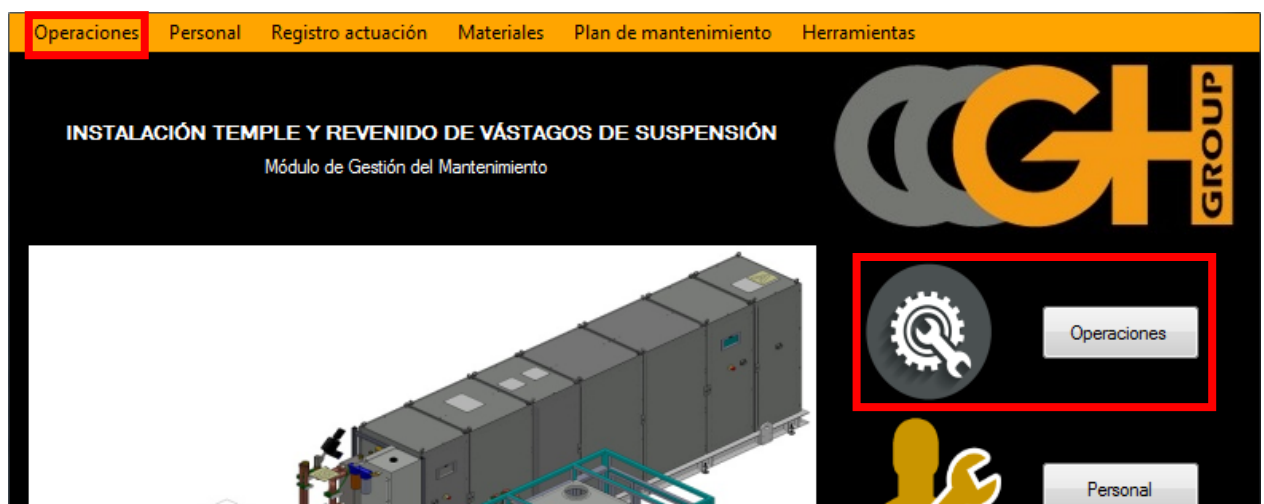 Operaciones Personal Registro actuación Materiales Plan de mantenimiento Herramientas
INSTALACIÓN TEMPLE Y REVENIDO DE VÁSTAGOS DE SUSPENSIÓN
Módulo de Gestión del Mantenimiento
GH GROUP
Operaciones
Personal